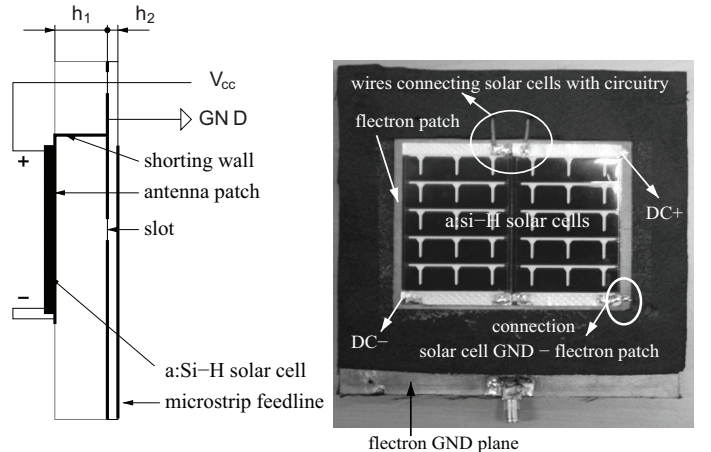 h1 h2
Vcc
GND
shorting wall
+
antenna patch
slot
−
a:Si−H solar cell
microstrip feedline
wires connecting solar cells with circuitry
flectron patch
DC+
a:si−H solar cells
DC−
connection
solar cell GND − flectron patch
flectron GND plane